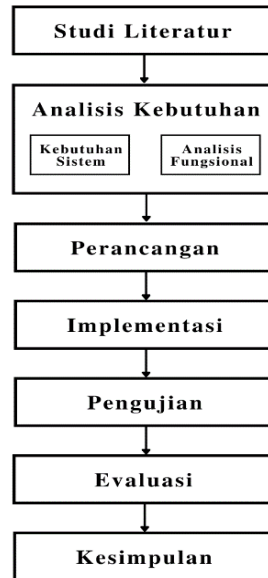 Studi Literatur
Analisis Kebutuhan
Kebutuhan
Sistem
Analisis
Fungsional
Perancangan
Implementasi
Pengujian
Evaluasi
Kesimpulan